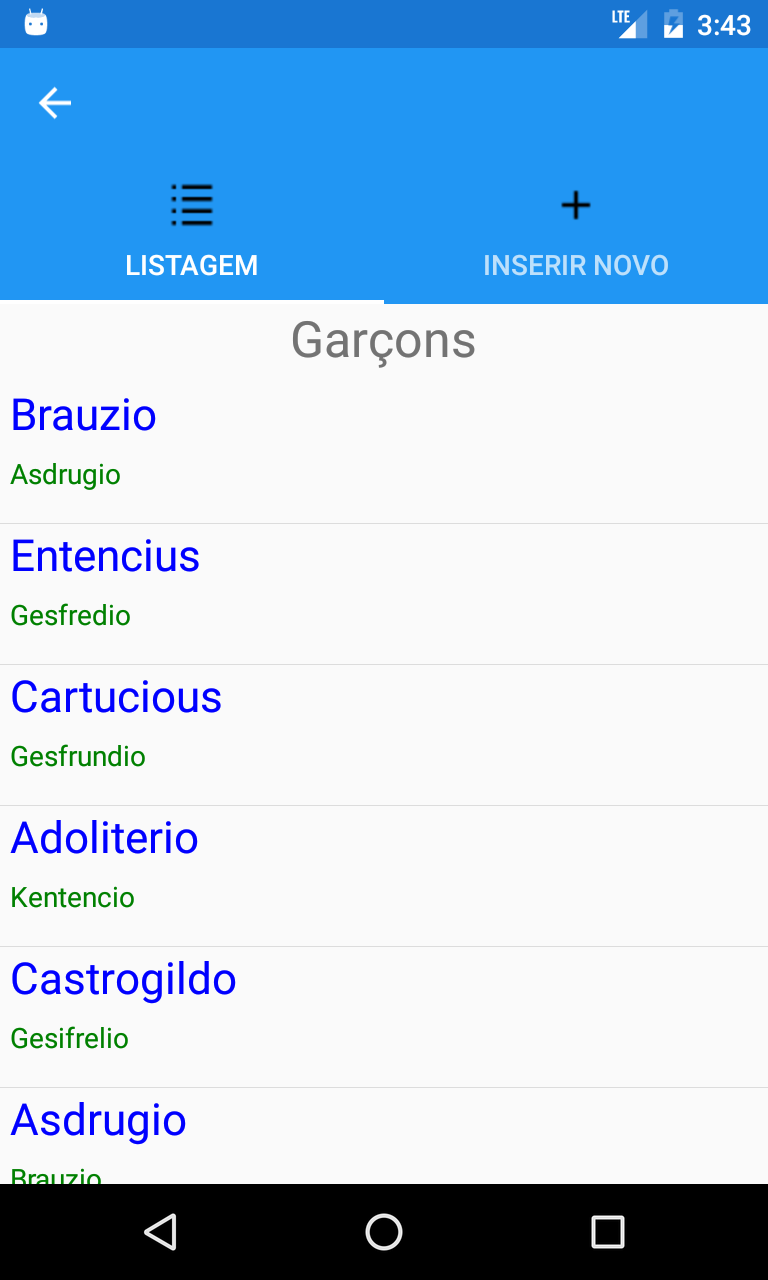 LTE 3:43
LISTAGEM
INSERIR NOVO
Garçons
Brauzio
Asdrugio
Entencius
Gesfredio
Cartucious
Gesfrundio
Adoliterio
Kentencio
Castrogildo
Gesifrelio
Asdrugio
Brauzio